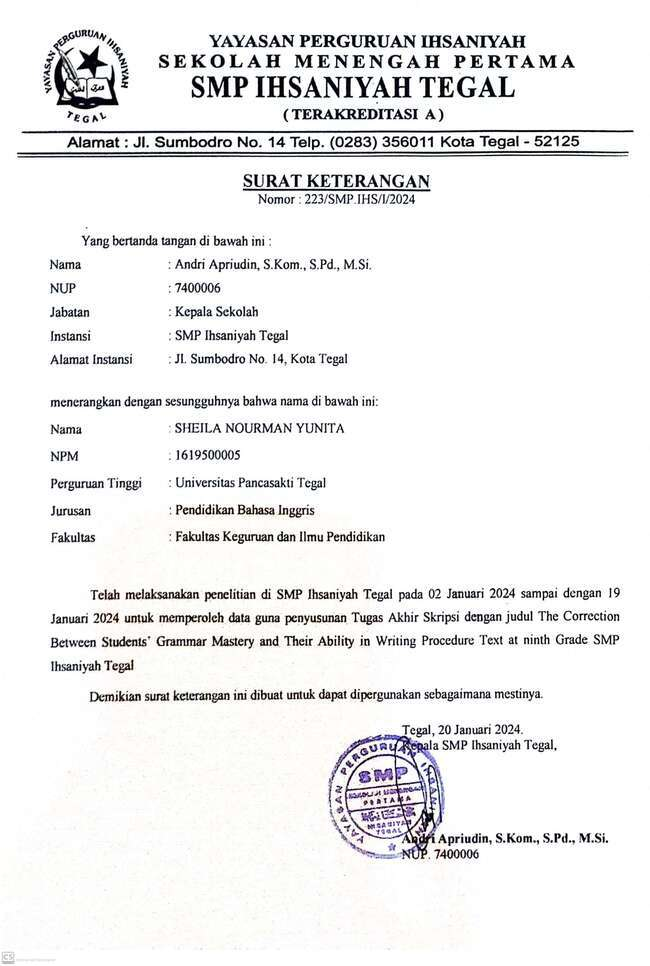 YAYASAN PERGURUAN IHSANIYAH
TEGAL
YAYASAN PERGURUAN IHSANIYAH
SEKOLAH MENENGAH PERTAMA
SMP IHSANIYAH TEGAL
( TERAKREDITASI A )
Alamat : Jl. Sumbodro No. 14 Telp. (0283) 356011 Kota Tegal - 52125
SURAT KETERANGAN
Nomor : 223/SMP.IHS/I/2024
Yang bertanda tangan di bawah ini :
Nama : Andri Apriudin, S.Kom., S.Pd., M.Si.
NUP : 7400006
Jabatan : Kepala Sekolah
Instansi : SMP Ihsaniyah Tegal
Alamat Instansi : Jl. Sumbodro No. 14, Kota Tegal
menerangkan dengan sesungguhnya bahwa nama di bawah ini:
Nama : SHEILA NOURMAN YUNITA
NPM : 1619500005
Perguruan Tinggi : Universitas Pancasakti Tegal
Jurusan : Pendidikan Bahasa Inggris
Fakultas : Fakultas Keguruan dan Ilmu Pendidikan
Telah melaksanakan penelitian di SMP Ihsaniyah Tegal pada 02 Januari 2024 sampai dengan 19
Januari 2024 untuk memperoleh data guna penyusunan Tugas Akhir Skripsi dengan judul The Correction
Between Students' Grammar Mastery and Their Ability in Writing Procedure Text at ninth Grade SMP
Ihsaniyah Tegal
Demikian surat keterangan ini dibuat untuk dapat dipergunakan sebagaimana mestinya.
Tegal, 20 Januari 2024.
Kepala SMP Ihsaniyah Tegal,
YAYASAN PERGURUAN IHSANIYAH
SMP
SEKOLAH MENENGAH
PERTAMA
IHSANIYAH
TEGAL
Andri Apriudin, S.Kom., S.Pd., M.Si.
NUP. 7400006
CS